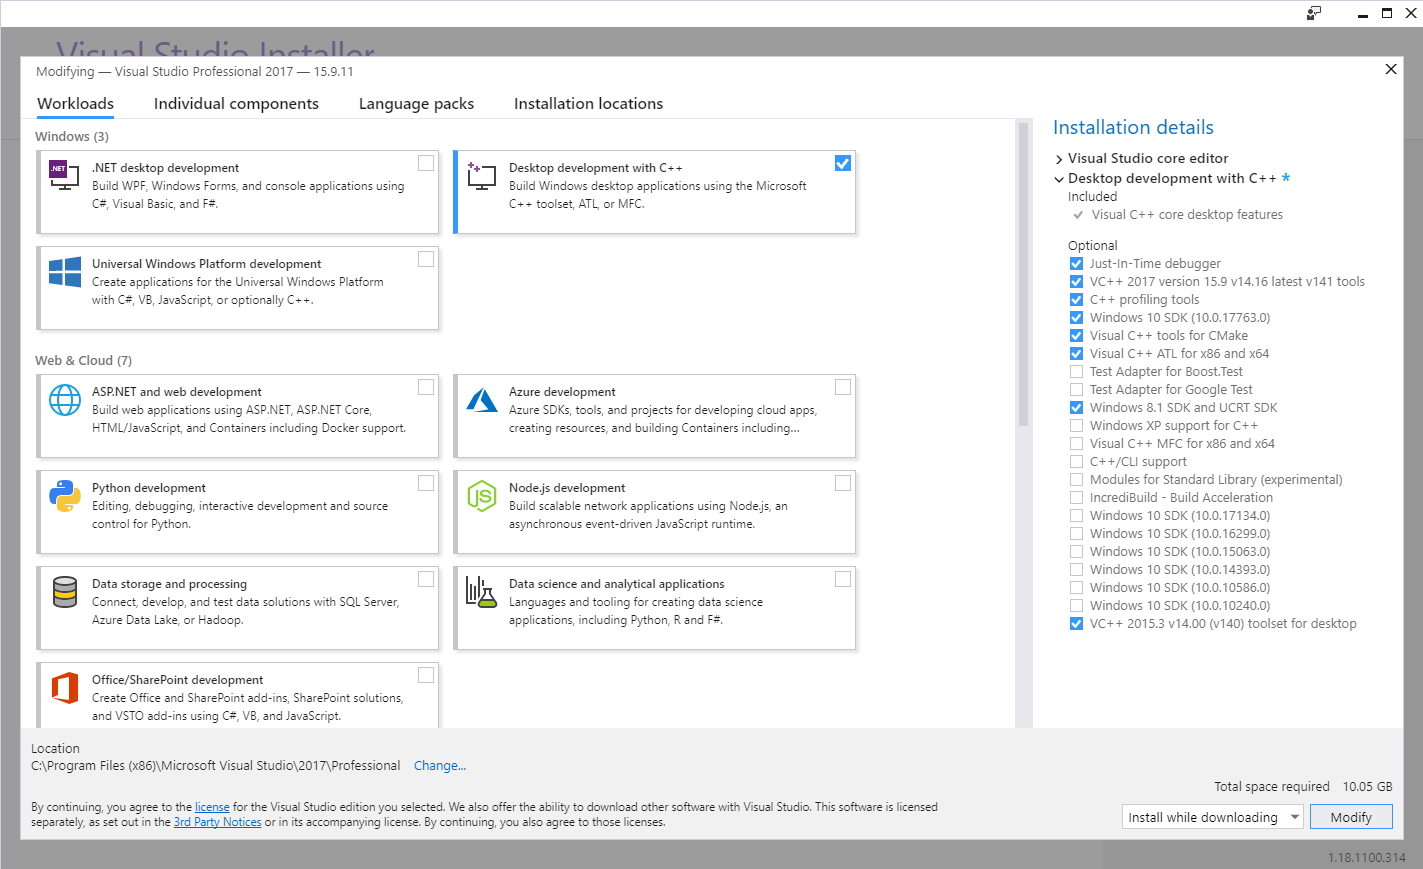 Visual Studio Installer
Modifying — Visual Studio Professional 2017 — 15.9.11
Workloads
Individual components
Language packs
Installation locations
Windows (3)
.NET
.NET desktop development
Build WPF, Windows Forms, and console applications using
C#, Visual Basic, and F#.
Desktop development with C++
Build Windows desktop applications using the Microsoft
C++ toolset, ATL, or MFC.
Universal Windows Platform development
Create applications for the Universal Windows Platform
with C#, VB, JavaScript, or optionally C++.
Web & Cloud (7)
ASP.NET and web development
Build web applications using ASP.NET, ASP.NET Core,
HTML/JavaScript, and Containers including Docker support.
Azure development
Azure SDKs, tools, and projects for developing cloud apps,
creating resources, and building Containers including...
Python development
Editing, debugging, interactive development and source
control for Python.
JS
Node.js development
Build scalable network applications using Node.js, an
asynchronous event-driven JavaScript runtime.
Data storage and processing
Connect, develop, and test data solutions with SQL Server,
Azure Data Lake, or Hadoop.
Data science and analytical applications
Languages and tooling for creating data science
applications, including Python, R and F#.
Office/SharePoint development
Create Office and SharePoint add-ins, SharePoint solutions,
and VSTO add-ins using C#, VB, and JavaScript.
Installation details
Visual Studio core editor
Desktop development with C++ *
Included
Visual C++ core desktop features
Optional
Just-In-Time debugger
VC++ 2017 version 15.9 v14.16 latest v141 tools
C++ profiling tools
Windows 10 SDK (10.0.17763.0)
Visual C++ tools for CMake
Visual C++ ATL for x86 and x64
Test Adapter for Boost.Test
Test Adapter for Google Test
Windows 8.1 SDK and UCRT SDK
Windows XP support for C++
Visual C++ MFC for x86 and x64
C++/CLI support
Modules for Standard Library (experimental)
IncrediBuild - Build Acceleration
Windows 10 SDK (10.0.17134.0)
Windows 10 SDK (10.0.16299.0)
Windows 10 SDK (10.0.15063.0)
Windows 10 SDK (10.0.14393.0)
Windows 10 SDK (10.0.10586.0)
Windows 10 SDK (10.0.10240.0)
VC++ 2015.3 v14.00 (v140) toolset for desktop
Location
C:\Program Files (x86)\Microsoft Visual Studio\2017\Professional Change...
Total space required 10.05 GB
By continuing, you agree to the license for the Visual Studio edition you selected. We also offer the ability to download other software with Visual Studio. This software is licensed
separately, as set out in the 3rd Party Notices or in its accompanying license. By continuing, you also agree to those licenses.
Install while downloading
Modify
1.18.1100.314